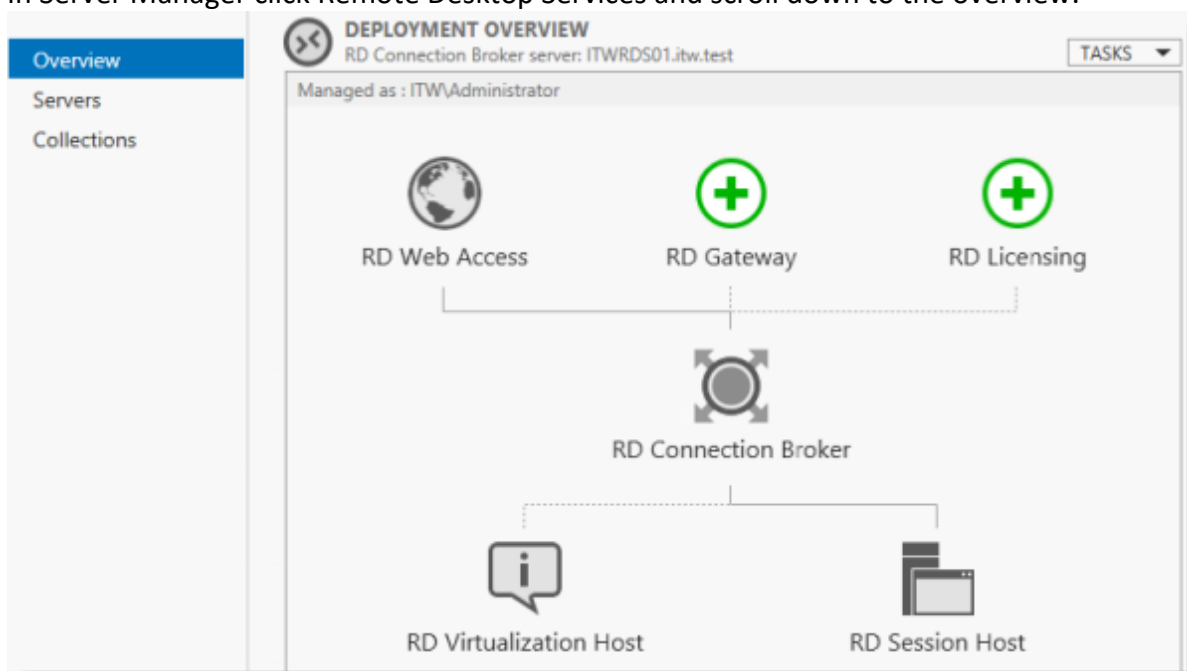 In Server Manager click Remote Desktop Services and scroll down to the overview.
DEPLOYMENT OVERVIEW
RD Connection Broker server: ITWRDS01.itw.test
TASKS
Managed as : ITW\Administrator
Overview
Servers
Collections
RD Web Access
RD Gateway
RD Licensing
RD Connection Broker
RD Virtualization Host
RD Session Host